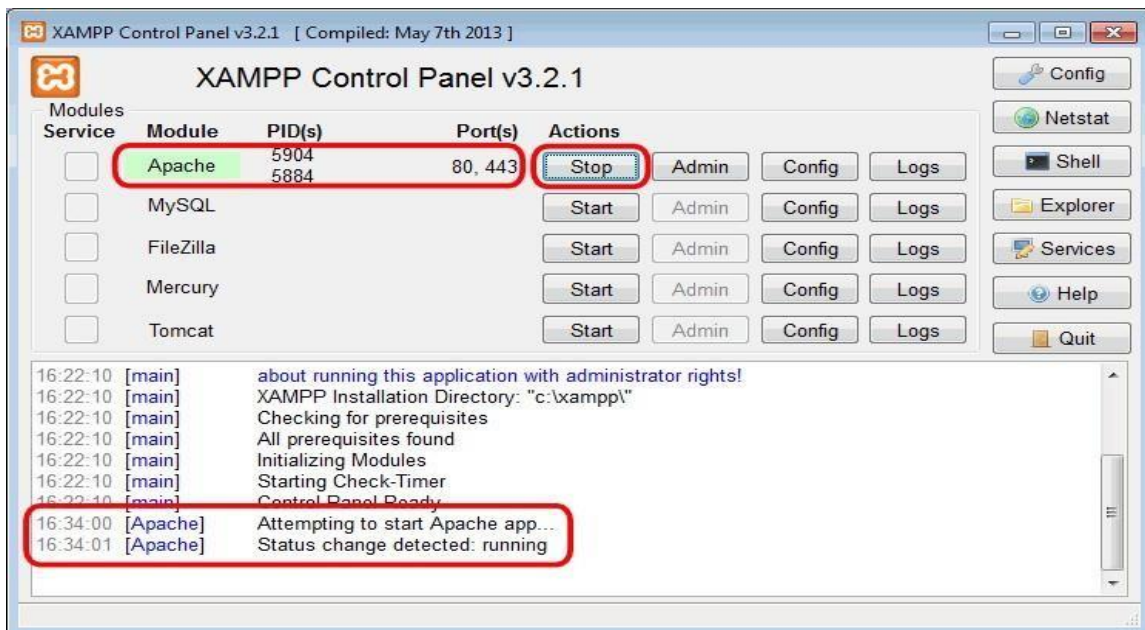 XAMPP Control Panel v3.2.1 [ Compiled: May 7th 2013 ]
XAMPP Control Panel v3.2.1
Config
Modules
Service Module PID(s) Port(s) Actions
Netstat
Apache 5904 5884 80, 443 Stop Admin Config Logs
Shell
MySQL Start Admin Config Logs
Explorer
FileZilla Start Admin Config Logs
Services
Mercury Start Admin Config Logs
Help
Tomcat Start Admin Config Logs
Quit
16:22:10 [main] about running this application with administrator rights!
16:22:10 [main] XAMPP Installation Directory: "c:\xampp\"
16:22:10 [main] Checking for prerequisites
16:22:10 [main] All prerequisites found
16:22:10 [main] Initializing Modules
16:22:10 [main] Starting Check-Timer
16:22:10 [main] Control Panel Ready
16:34:00 [Apache] Attempting to start Apache app...
16:34:01 [Apache] Status change detected: running